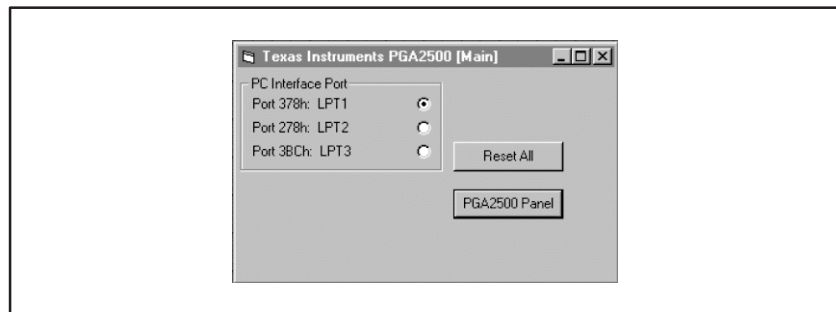 Texas Instruments PGA2500 [Main]
PC Interface Port
Port 378h: LPT1
Port 278h: LPT2
Port 3BCh: LPT3
Reset All
PGA2500 Panel